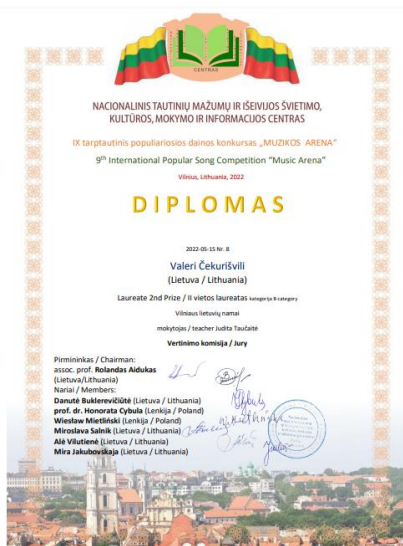 CENTRAS
NACIONALINIS TAUTINIŲ MAŽUMŲ IR IŠEIVIJOS ŠVIETIMO,
KULTŪROS, MOKYMO IR INFORMACIJOS CENTRAS
IX tarptautinis populiariosios dainos konkursas „MUZIKOS ARENA"
9th International Popular Song Competition "Music Arena"
Vilnius, Lithuania, 2022
DIPLOMAS
2022-05-15 Nr. 8
Valeri Čekurišvili
(Lietuva / Lithuania)
Laureate 2nd Prize / II vietos laureatas kategorija B category
Vilniaus lietuvių namai
mokytojas / teacher Judita Taučaitė
Vertinimo komisija / Jury
Pirmininkas / Chairman:
assoc. prof. Rolandas Aidukas
(Lietuva/Lithuania)
Nariai / Members:
Danutė Buklerevičiūtė (Lietuva / Lithuania)
prof. dr. Honorata Cybula (Lenkija / Poland)
Wiesław Mietliński (Lenkija / Poland)
Miroslava Salnik (Lietuva / Lithuania)
Alė Vilutienė (Lietuva / Lithuania)
Mira Jakubovskaja (Lietuva / Lithuania)